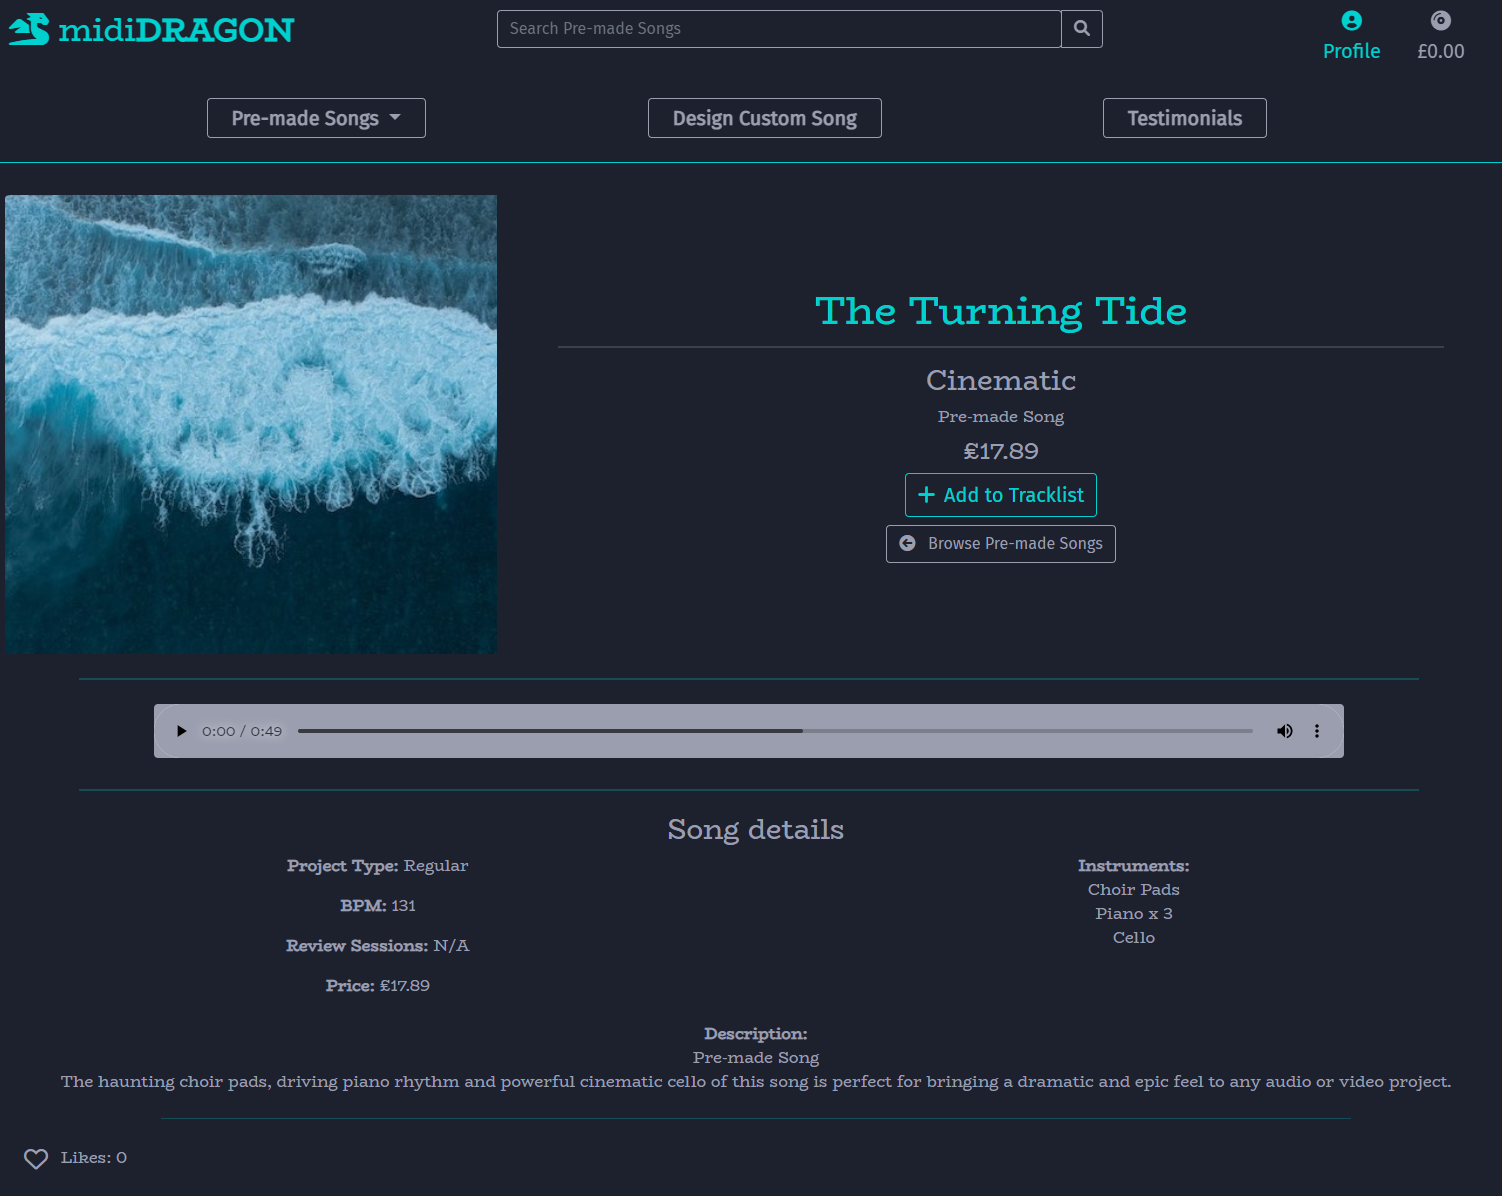 midiDRAGON
Search Pre-made Songs
Profile
£0.00
Pre-made Songs
Design Custom Song
Testimonials
The Turning Tide
Cinematic
Pre-made Song
£17.89
Add to Tracklist
Browse Pre-made Songs
0:00 / 0:49
Song details
Project Type: Regular
BPM: 131
Review Sessions: N/A
Price: £17.89
Instruments:
Choir Pads
Piano x 3
Cello
Description:
Pre-made Song
The haunting choir pads, driving piano rhythm and powerful cinematic cello of this song is perfect for bringing a dramatic and epic feel to any audio or video project.
Likes: 0